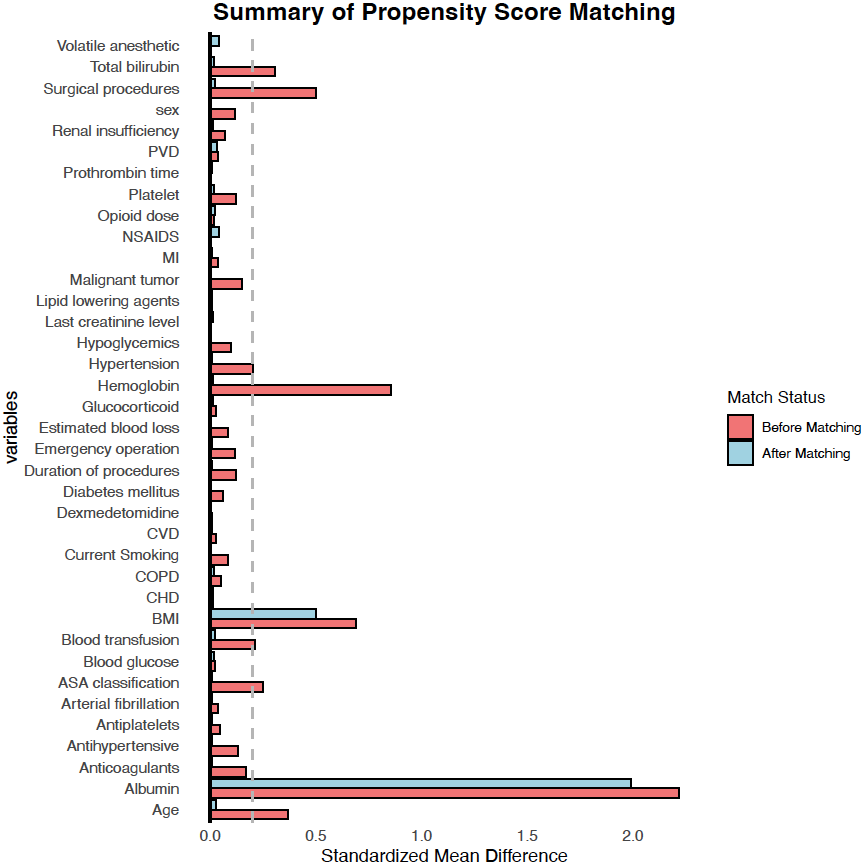 Summary of Propensity Score Matching
Volatile anesthetic
Total bilirubin
Surgical procedures
sex
Renal insufficiency
PVD
Prothrombin time
Platelet
Opioid dose
NSAIDS
MI
Malignant tumor
Lipid lowering agents
Last creatinine level
Hypoglycemics
Hypertension
Hemoglobin
Glucocorticoid
Estimated blood loss
Emergency operation
Duration of procedures
Diabetes mellitus
Dexmedetomidine
CVD
Current Smoking
COPD
CHD
BMI
Blood transfusion
Blood glucose
ASA classification
Arterial fibrillation
Antiplatelets
Antihypertensive
Anticoagulants
Albumin
Age
variables
0.0 0.5 1.0 1.5 2.0
Standardized Mean Difference
Match Status
Before Matching
After Matching